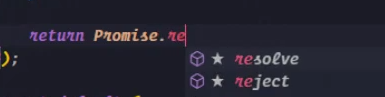 return Promise.re
★ resolve
); 
★ reject